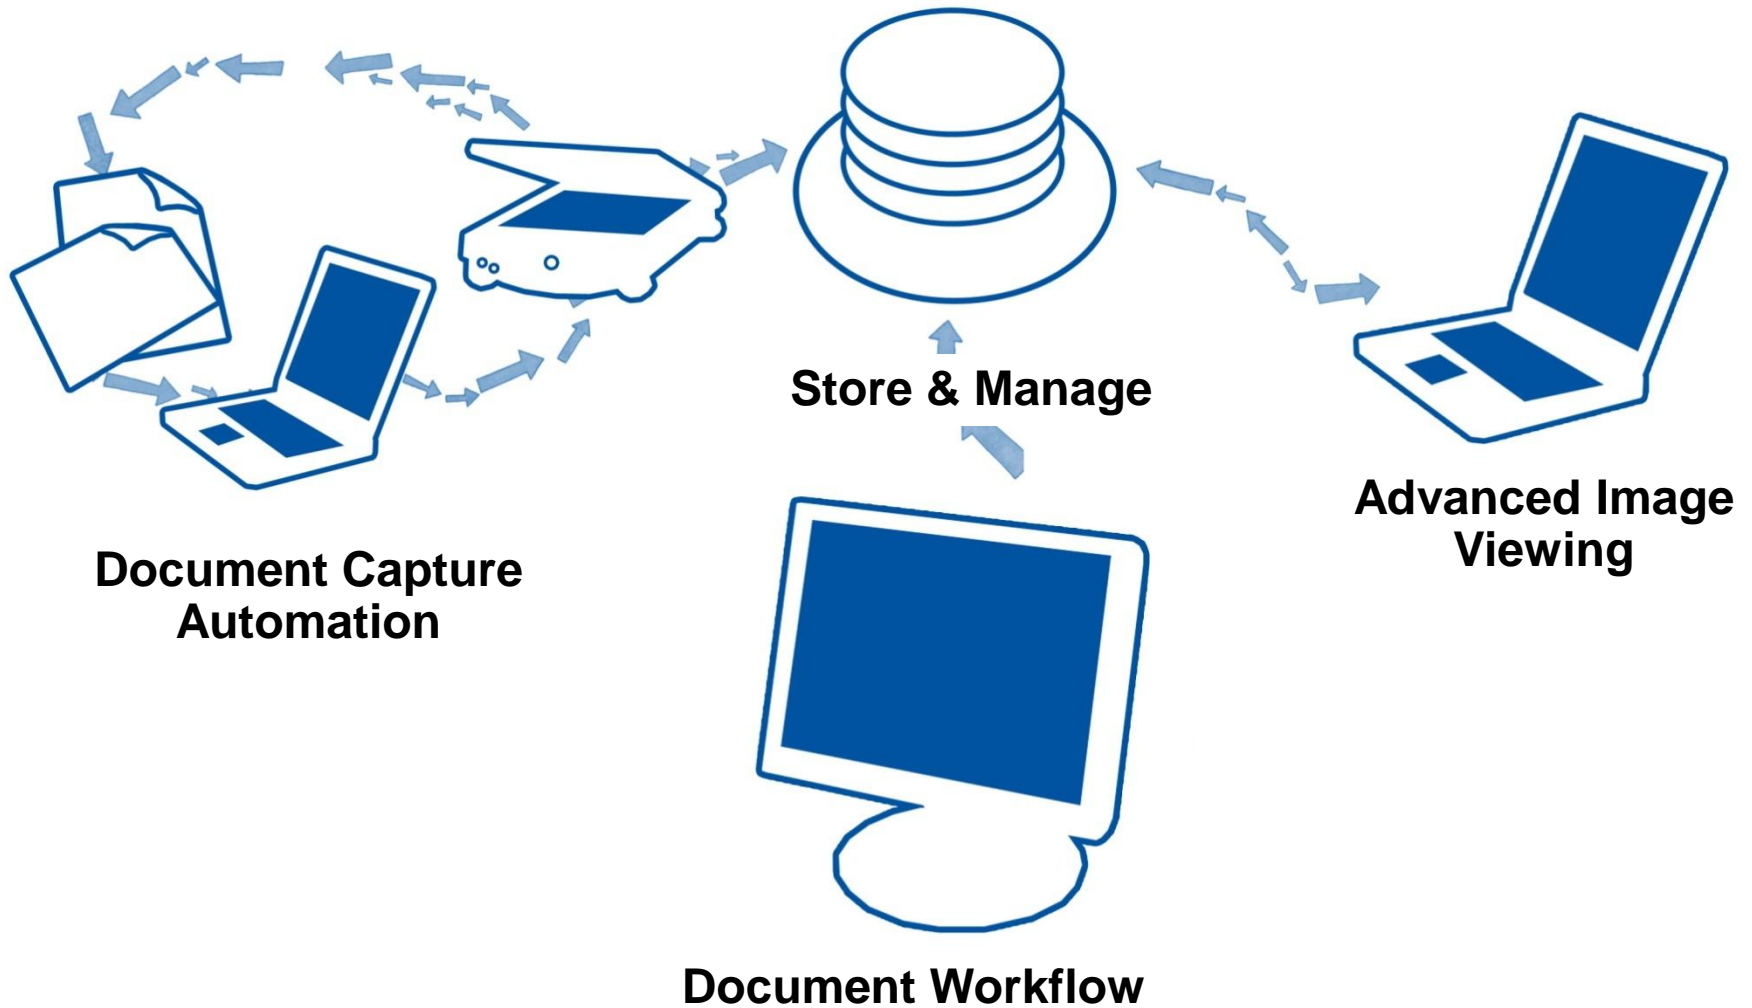 Store & Manage
Advanced Image
Viewing
Document Capture
Automation
Document Workflow